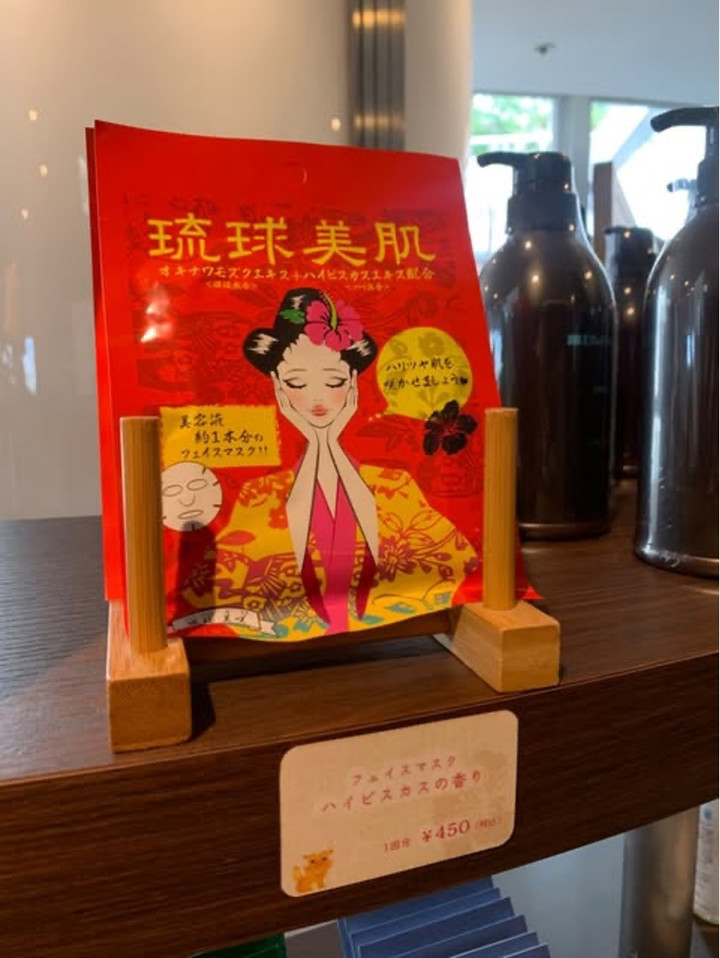 琉球美肌
オキナワモズクエキス+ハイビスカスエキス配合
ハリツヤ肌を
咲かせましょう
美容液
約1本分の
フェイスマスク!!
フェイスマスク
ハイビスカスの香り
1回分 ¥450(税込)